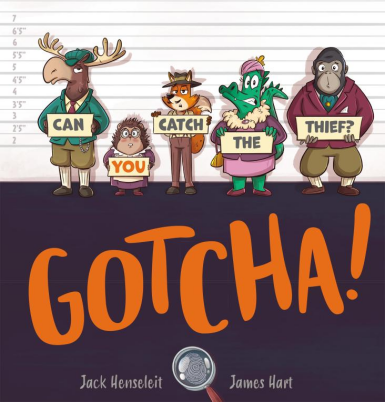 7
6'5"
6
5'5"
5
4'5"
4
3'5"
3
2'5"
2
CAN
YOU
CATCH
THE
THIEF?
GOTCHA!
Jack Henseleit
James Hart